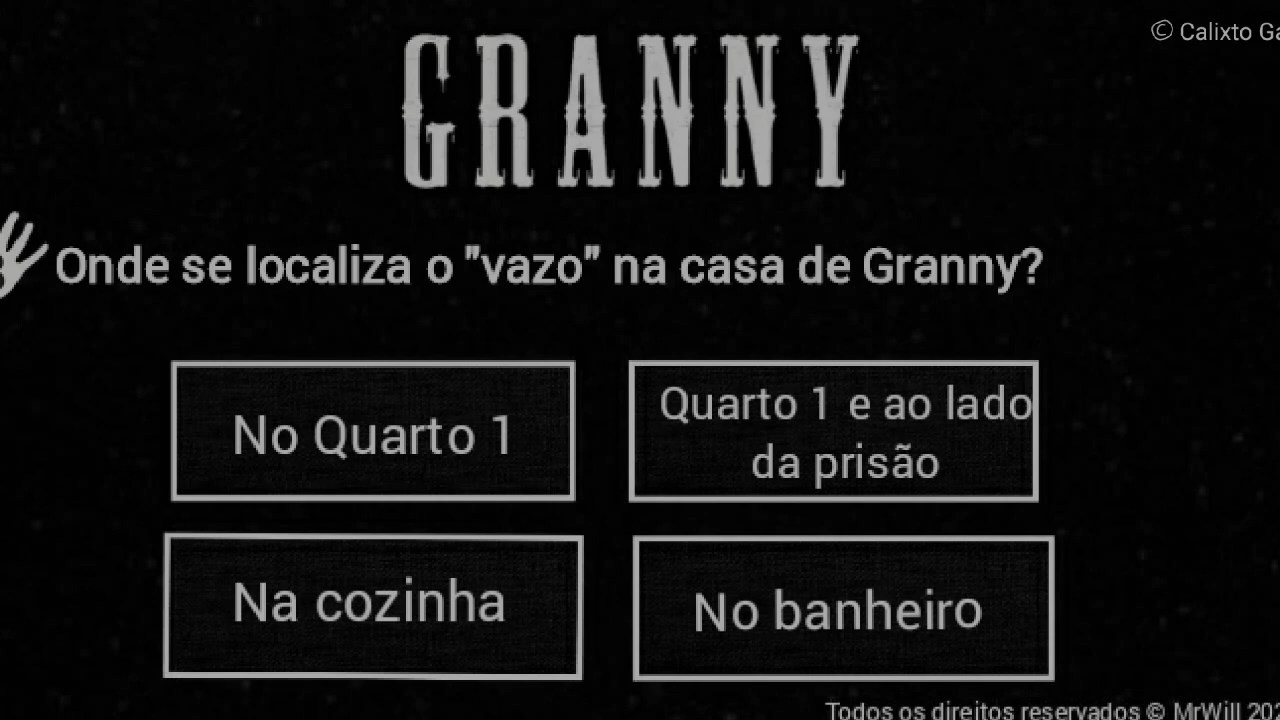 © Calixto
GRANNY
Onde se localiza o "vazo" na casa de Granny?
No Quarto 1
Quarto 1 e ao lado
da prisão
Na cozinha
No banheiro
Todos os direitos reservados © MrWill